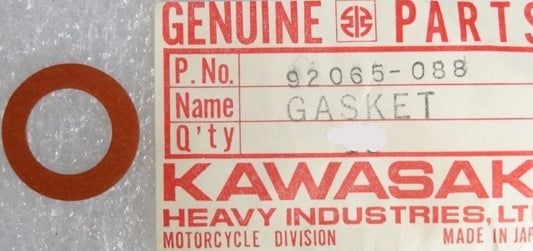 GENUINE PARTS
P. No. 92065-088
Name GASKET
Q'ty
KAWASAK
HEAVY INDUSTRIES, LT
MOTORCYCLE DIVISION MADE IN JAP